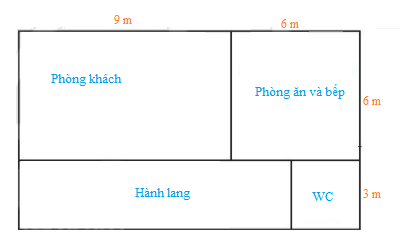 9 m
6 m
Phòng khách
Phòng ăn và bếp
6 m
Hành lang
WC
3 m